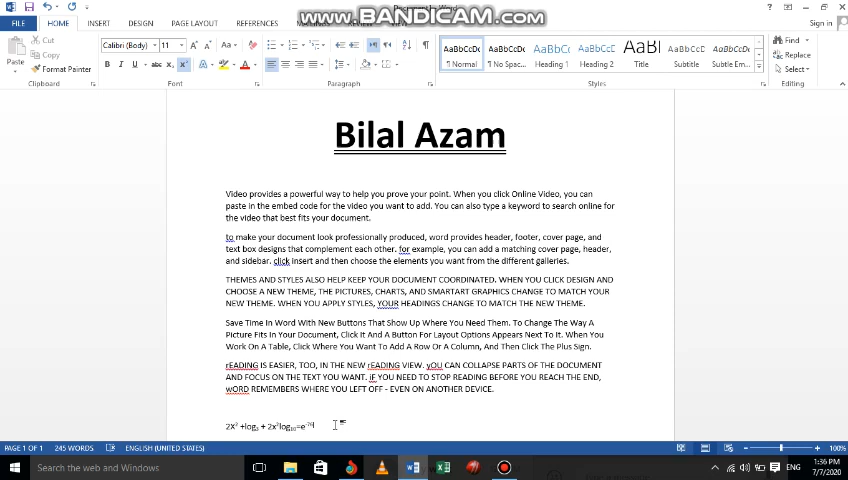 Document1 - Word
www.BANDICAM.com
FILE HOME INSERT DESIGN PAGE LAYOUT REFERENCES MAILINGS Sign in
Cut
Copy
Format Painter
Paste
Calibri (Body) 11
AaBbCcDc AaBbCcDc AaBbCc AaBbCcC AaBl AaBbCcD AaBbCcDc
¶ Normal ¶ No Spac... Heading 1 Heading 2 Title Subtitle Subtle Em...
Find
Replace
Select
Clipboard Font Paragraph Styles Editing
Bilal Azam
Video provides a powerful way to help you prove your point. When you click Online Video, you can
paste in the embed code for the video you want to add. You can also type a keyword to search online for
the video that best fits your document.
to make your document look professionally produced, word provides header, footer, cover page, and
text box designs that complement each other. for example, you can add a matching cover page, header,
and sidebar. click insert and then choose the elements you want from the different galleries.
THEMES AND STYLES ALSO HELP KEEP YOUR DOCUMENT COORDINATED. WHEN YOU CLICK DESIGN AND
CHOOSE A NEW THEME, THE PICTURES, CHARTS, AND SMARTART GRAPHICS CHANGE TO MATCH YOUR
NEW THEME. WHEN YOU APPLY STYLES, YOUR HEADINGS CHANGE TO MATCH THE NEW THEME.
Save Time In Word With New Buttons That Show Up Where You Need Them. To Change The Way A
Picture Fits In Your Document, Click It And A Button For Layout Options Appears Next To It. When You
Work On A Table, Click Where You Want To Add A Row Or A Column, And Then Click The Plus Sign.
rEADING IS EASIER, TOO, IN THE NEW rEADING VIEW. yOU CAN COLLAPSE PARTS OF THE DOCUMENT
AND FOCUS ON THE TEXT YOU WANT. iF YOU NEED TO STOP READING BEFORE YOU REACH THE END,
wORD REMEMBERS WHERE YOU LEFT OFF - EVEN ON ANOTHER DEVICE.
PAGE 1 OF 1 245 WORDS ENGLISH (UNITED STATES) 100%
Search the web and Windows
ENG
1:36 PM
7/7/2020